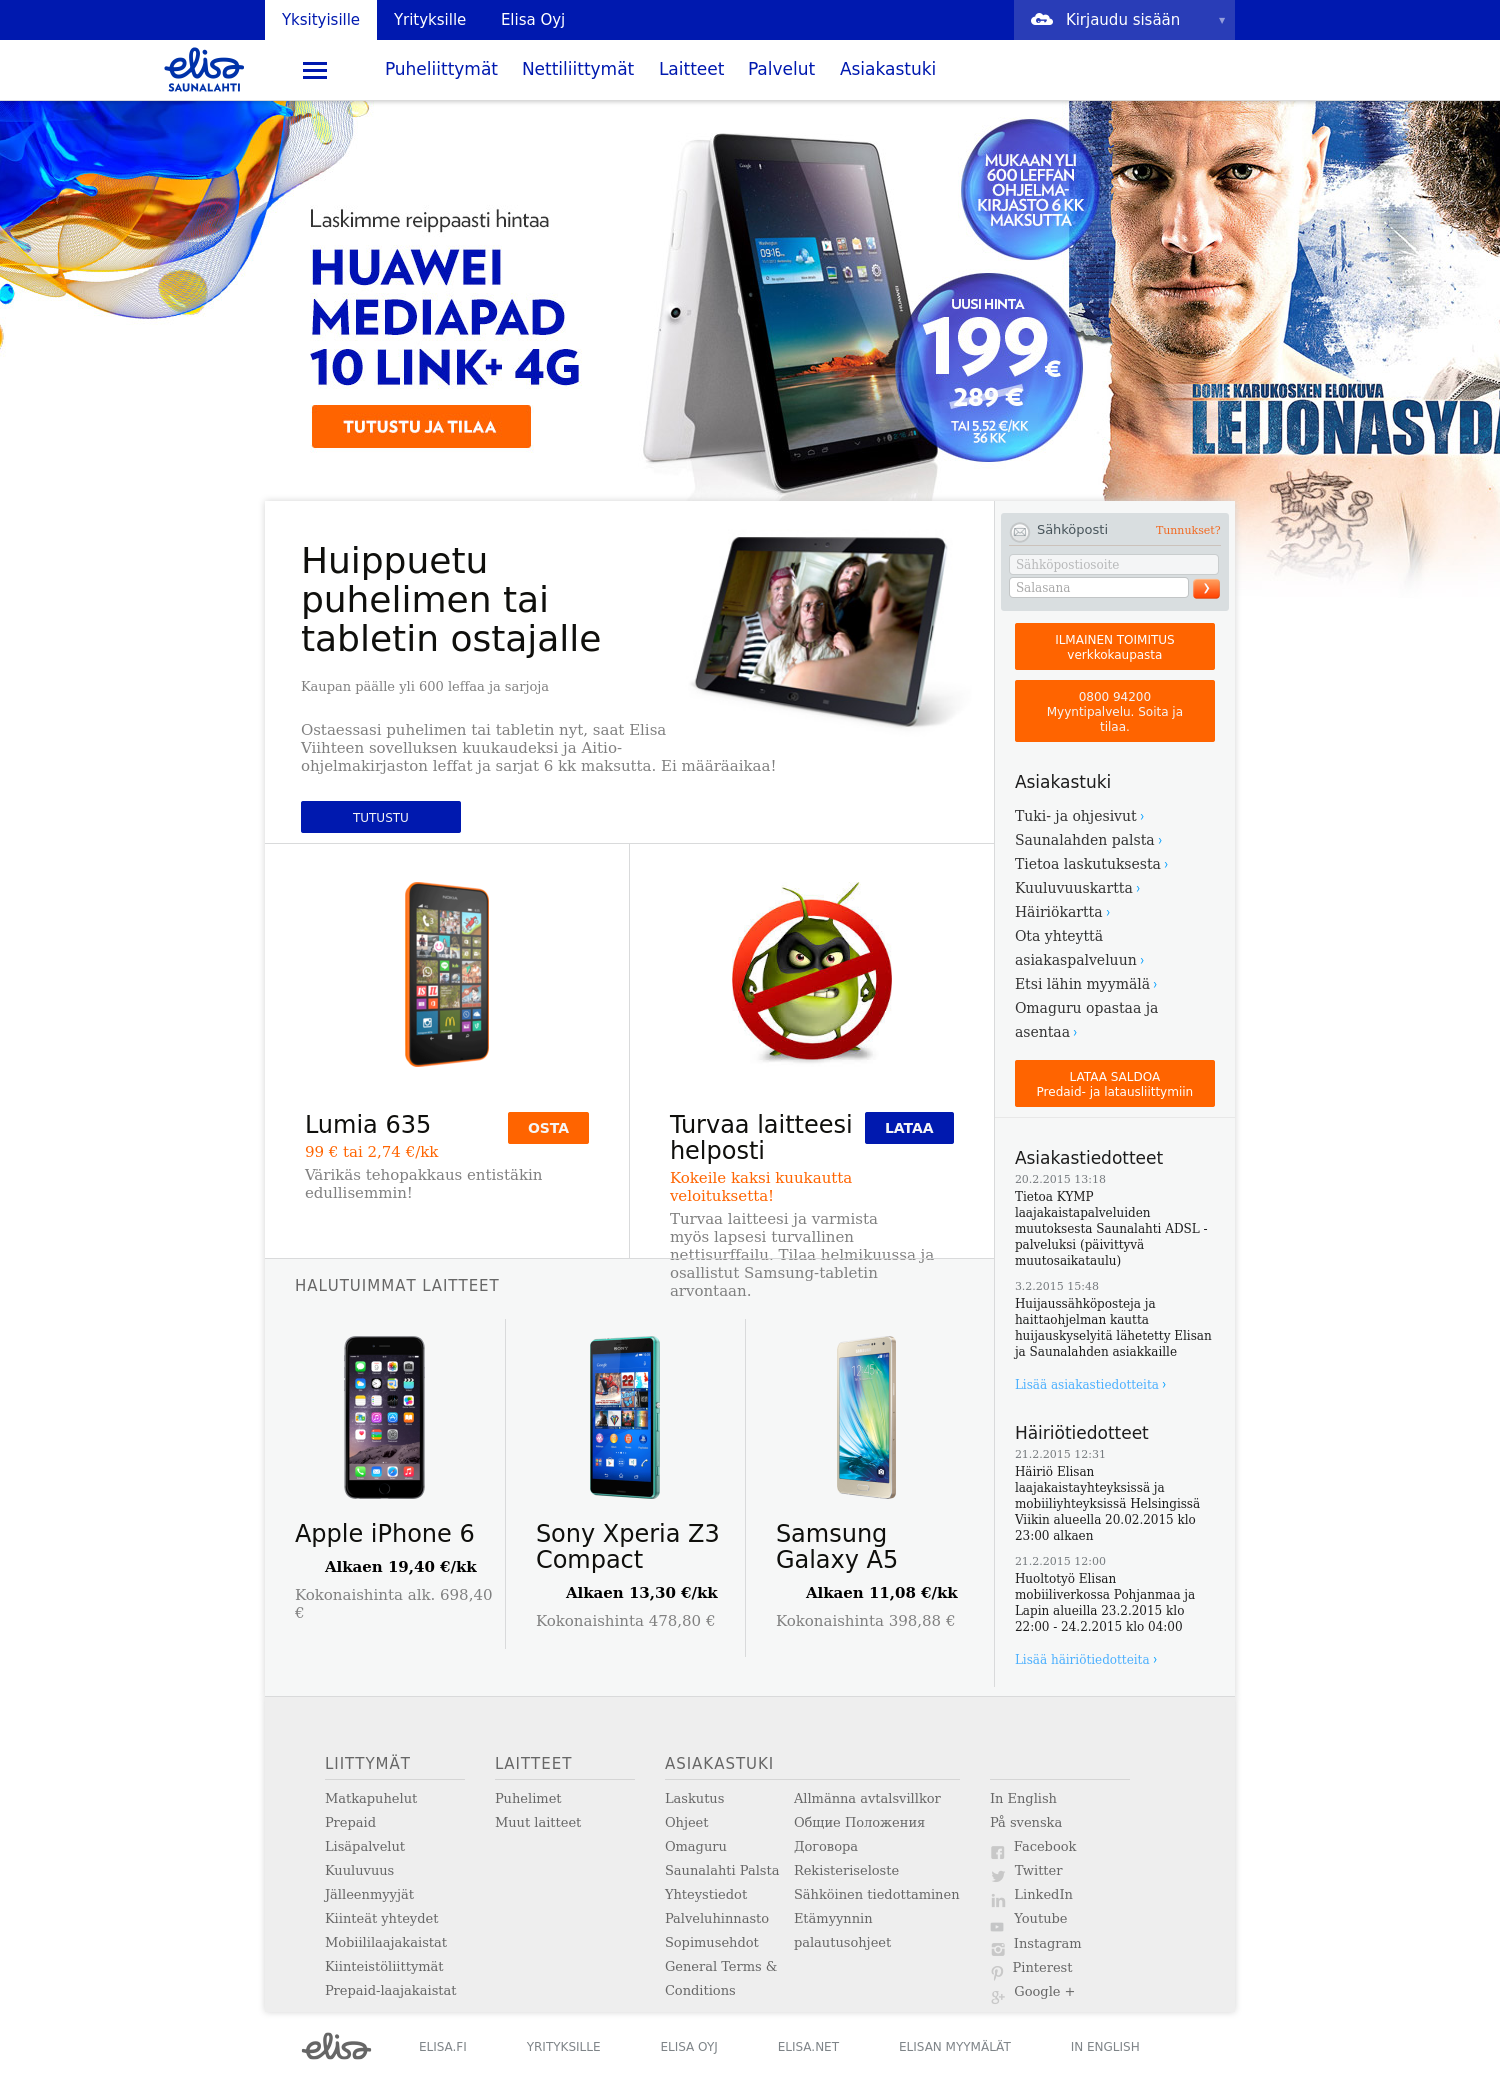 Yksityisille
Yrityksille
Elisa Oyj
Kirjaudu sisään
elisa
SAUNALAHTI
Puheliittymät
Nettiliittymät
Laitteet
Palvelut
Asiakastuki
Laskimme reippaasti hintaa
HUAWEI
MEDIAPAD
10 LINK+ 4G
TUTUSTU JA TILAA
MUKAAN YLI
600 LEFFAN
OHJELMA-
KIRJASTO 6 KK
MAKSUTTA
UUSI HINTA
199€
289 €
TAI 5,52 €/KK
36 KK
DOME KARUKOSKEN ELOKUVA
LEIJONASYDÄ
Huippuetu
puhelimen tai
tabletin ostajalle
Kaupan päälle yli 600 leffaa ja sarjoja
Ostaessasi puhelimen tai tabletin nyt, saat Elisa
Viihteen sovelluksen kuukaudeksi ja Aitio-
ohjelmakirjaston leffat ja sarjat 6 kk maksutta. Ei määräaikaa!
TUTUSTU
Lumia 635
OSTA
99 € tai 2,74 €/kk
Värikäs tehopakkaus entistäkin
edullisemmin!
Turvaa laitteesi
helposti
LATAA
Kokeile kaksi kuukautta
veloituksetta!
Turvaa laitteesi ja varmista
myös lapsesi turvallinen
nettisurffailu. Tilaa helmikuussa ja
osallistut Samsung-tabletin
arvontaan.
HALUTUIMMAT LAITTEET
Apple iPhone 6
Alkaen 19,40 €/kk
Kokonaishinta alk. 698,40
€
Sony Xperia Z3
Compact
Alkaen 13,30 €/kk
Kokonaishinta 478,80 €
Samsung
Galaxy A5
Alkaen 11,08 €/kk
Kokonaishinta 398,88 €
Sähköposti
Tunnukset?
Sähköpostiosoite
Salasana
ILMAINEN TOIMITUS
verkkokaupasta
0800 94200
Myyntipalvelu. Soita ja
tilaa.
Asiakastuki
Tuki- ja ohjesivut ›
Saunalahden palsta ›
Tietoa laskutuksesta ›
Kuuluvuuskartta ›
Häiriökartta ›
Ota yhteyttä
asiakaspalveluun ›
Etsi lähin myymälä ›
Omaguru opastaa ja
asentaa ›
LATAA SALDOA
Predaid- ja latausliittymiin
Asiakastiedotteet
20.2.2015 13:18
Tietoa KYMP
laajakaistapalveluiden
muutoksesta Saunalahti ADSL -
palveluksi (päivittyvä
muutosaikataulu)
3.2.2015 15:48
Huijaussähköposteja ja
haittaohjelman kautta
huijauskyselyitä lähetetty Elisan
ja Saunalahden asiakkaille
Lisää asiakastiedotteita ›
Häiriötiedotteet
21.2.2015 12:31
Häiriö Elisan
laajakaistayhteyksissä ja
mobiiliyhteyksissä Helsingissä
Viikin alueella 20.02.2015 klo
23:00 alkaen
21.2.2015 12:00
Huoltotyö Elisan
mobiiliverkossa Pohjanmaa ja
Lapin alueilla 23.2.2015 klo
22:00 - 24.2.2015 klo 04:00
Lisää häiriötiedotteita ›
LIITTYMÄT
Matkapuhelut
Prepaid
Lisäpalvelut
Kuuluvuus
Jälleenmyyjät
Kiinteät yhteydet
Mobiililaajakaistat
Kiinteistöliittymät
Prepaid-laajakaistat
LAITTEET
Puhelimet
Muut laitteet
ASIAKASTUKI
Laskutus
Ohjeet
Omaguru
Saunalahti Palsta
Yhteystiedot
Palveluhinnasto
Sopimusehdot
General Terms &
Conditions
Allmänna avtalsvillkor
Общие Положения
Договора
Rekisteriseloste
Sähköinen tiedottaminen
Etämyynnin
palautusohjeet
In English
På svenska
Facebook
Twitter
LinkedIn
Youtube
Instagram
Pinterest
Google +
elisa
ELISA.FI
YRITYKSILLE
ELISA OYJ
ELISA.NET
ELISAN MYYMÄLÄT
IN ENGLISH